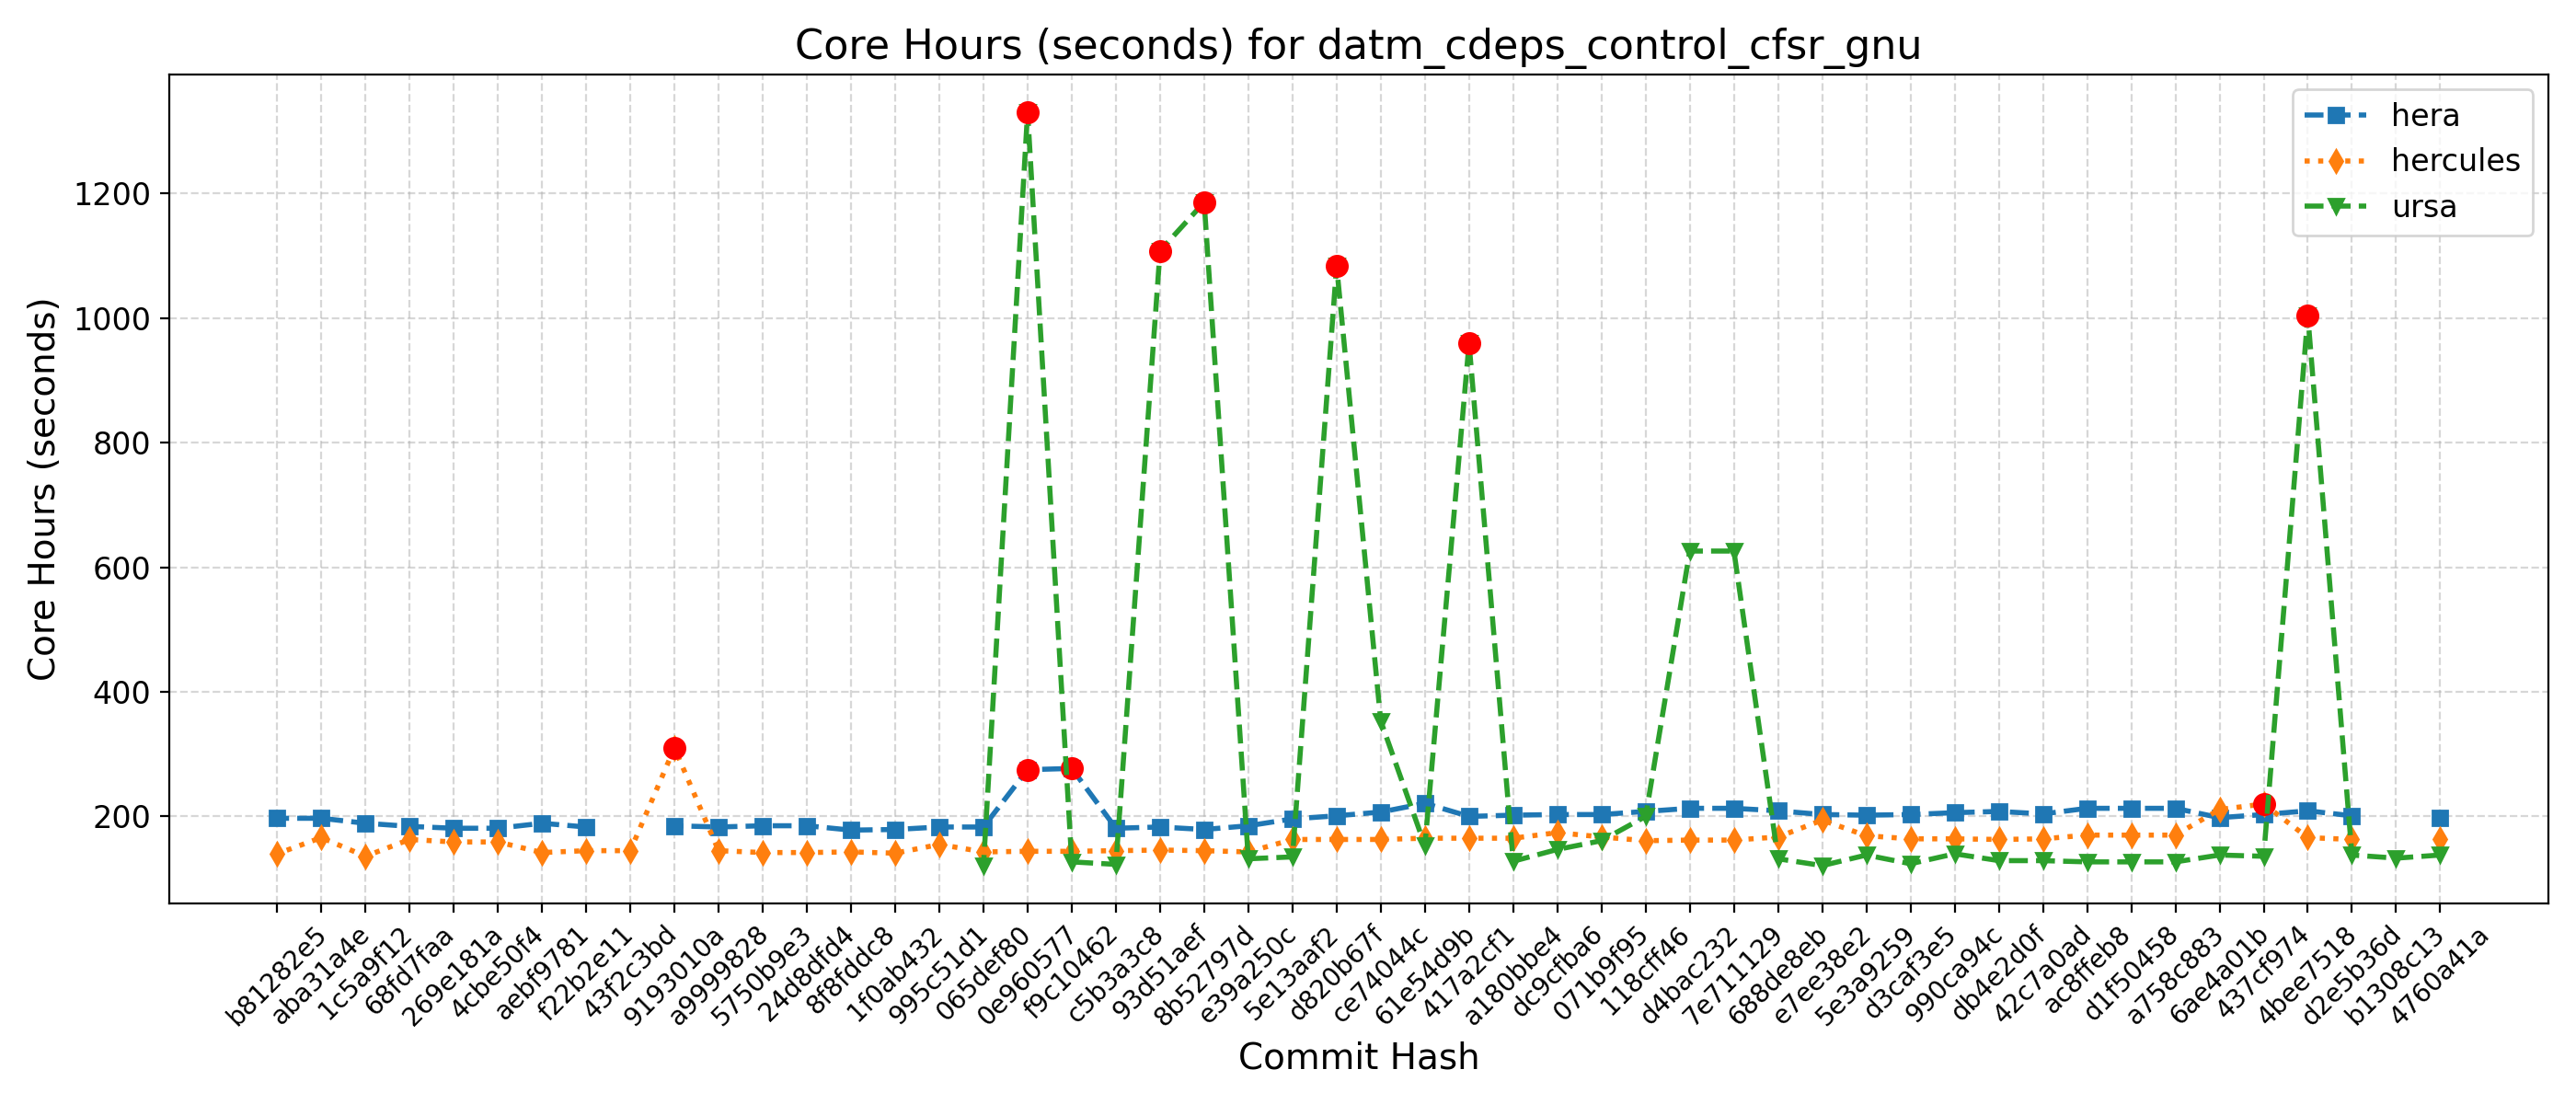 Core Hours (seconds) for datm_cdeps_control_cfsr_gnu
hera
hercules
ursa
Core Hours (seconds)
1200
1000
800
600
400
200
b81282e5
aba31a4e
1c5a9f12
68fd7faa
269e181a
4cbe50f4
aebf9781
f22b2e11
43f2c3bd
9193010a
a9999828
5750b9e3
24d8dfd4
8f8fddc8
1f0ab432
995c51d1
065def80
0e960577
f9c10462
c5b3a3c8
93d51aef
8b52797d
e39a250c
5e13aaf2
d820b67f
ce74044c
61e54d9b
417a2cf1
a180bbe4
dc9cfba6
071b9f95
118cff46
d4bac232
7e711129
688de8eb
e7ee38e2
5e3a9259
d3caf3e5
990ca94c
db4e2d0f
42c7a0ad
ac8ffeb8
d1f50458
a758c883
6ae4a01b
437cf974
4bee7518
d2e5b36d
b1308c13
4760a41a
Commit Hash